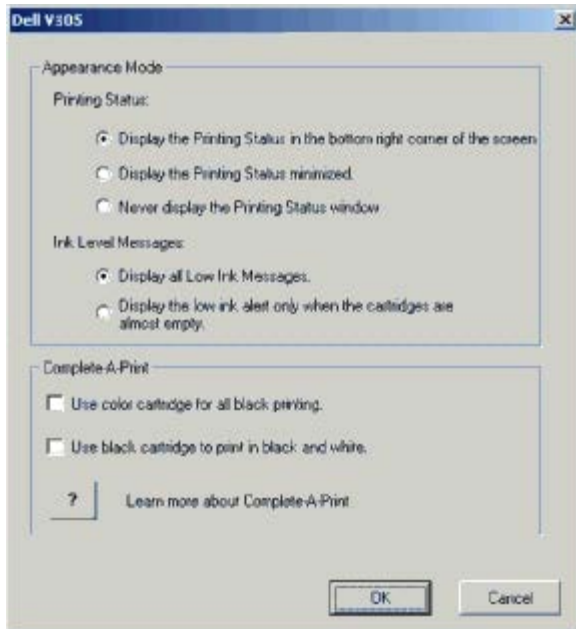 Dell V305
Appearance Mode
Printing Status:
Display the Printing Status in the bottom right corner of the screen
Display the Printing Status minimized.
Never display the Printing Status window
Ink Level Messages:
Display all Low Ink Messages.
Display the low ink alert only when the cartridges are
almost empty.
Complete-A-Print
Use color cartridge for all black printing.
Use black cartridge to print in black and white.
? Learn more about Complete-A-Print
OK Cancel